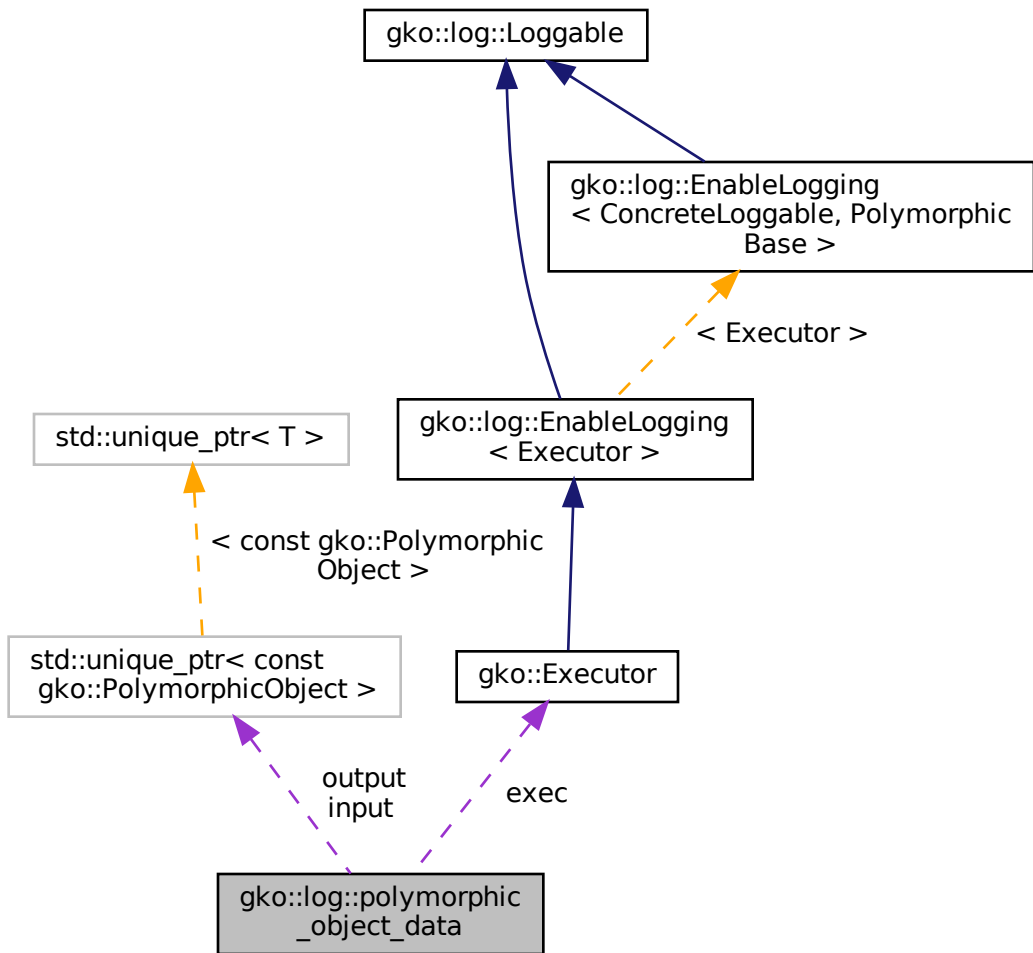 gko::log::Loggable
gko::log::EnableLogging
< ConcreteLoggable, Polymorphic
Base >
< Executor >
gko::log::EnableLogging
< Executor >
std::unique_ptr< T >
< const gko::Polymorphic
Object >
std::unique_ptr< const
gko::PolymorphicObject >
gko::Executor
output
input
exec
gko::log::polymorphic
_object_data